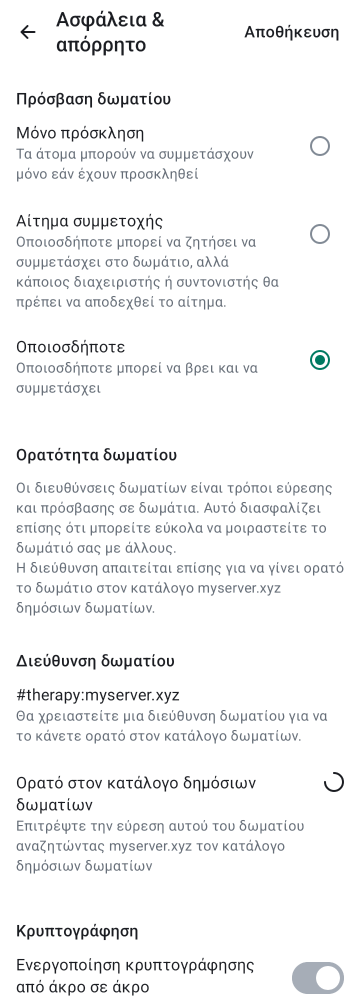 Ασφάλεια &
απόρρητο
Αποθήκευση
Πρόσβαση δωματίου
Μόνο πρόσκληση
Τα άτομα μπορούν να συμμετάσχουν
μόνο εάν έχουν προσκληθεί
Αίτημα συμμετοχής
Οποιοσδήποτε μπορεί να ζητήσει να
συμμετάσχει στο δωμάτιο, αλλά
κάποιος διαχειριστής ή συντονιστής θα
πρέπει να αποδεχθεί το αίτημα.
Οποιοσδήποτε
Οποιοσδήποτε μπορεί να βρει και να
συμμετάσχει
Ορατότητα δωματίου
Οι διευθύνσεις δωματίων είναι τρόποι εύρεσης
και πρόσβασης σε δωμάτια. Αυτό διασφαλίζει
επίσης ότι μπορείτε εύκολα να μοιραστείτε το
δωμάτιό σας με άλλους.
Η διεύθυνση απαιτείται επίσης για να γίνει ορατό
το δωμάτιο στον κατάλογο myserver.xyz
δημόσιων δωματίων.
Διεύθυνση δωματίου
#therapy:myserver.xyz
Θα χρειαστείτε μια διεύθυνση δωματίου για να
το κάνετε ορατό στον κατάλογο δωματίων.
Ορατό στον κατάλογο δημόσιων
δωματίων
Επιτρέψτε την εύρεση αυτού του δωματίου
αναζητώντας myserver.xyz τον κατάλογο
δημόσιων δωματίων
Κρυπτογράφηση
Ενεργοποίηση κρυπτογράφησης
από άκρο σε άκρο